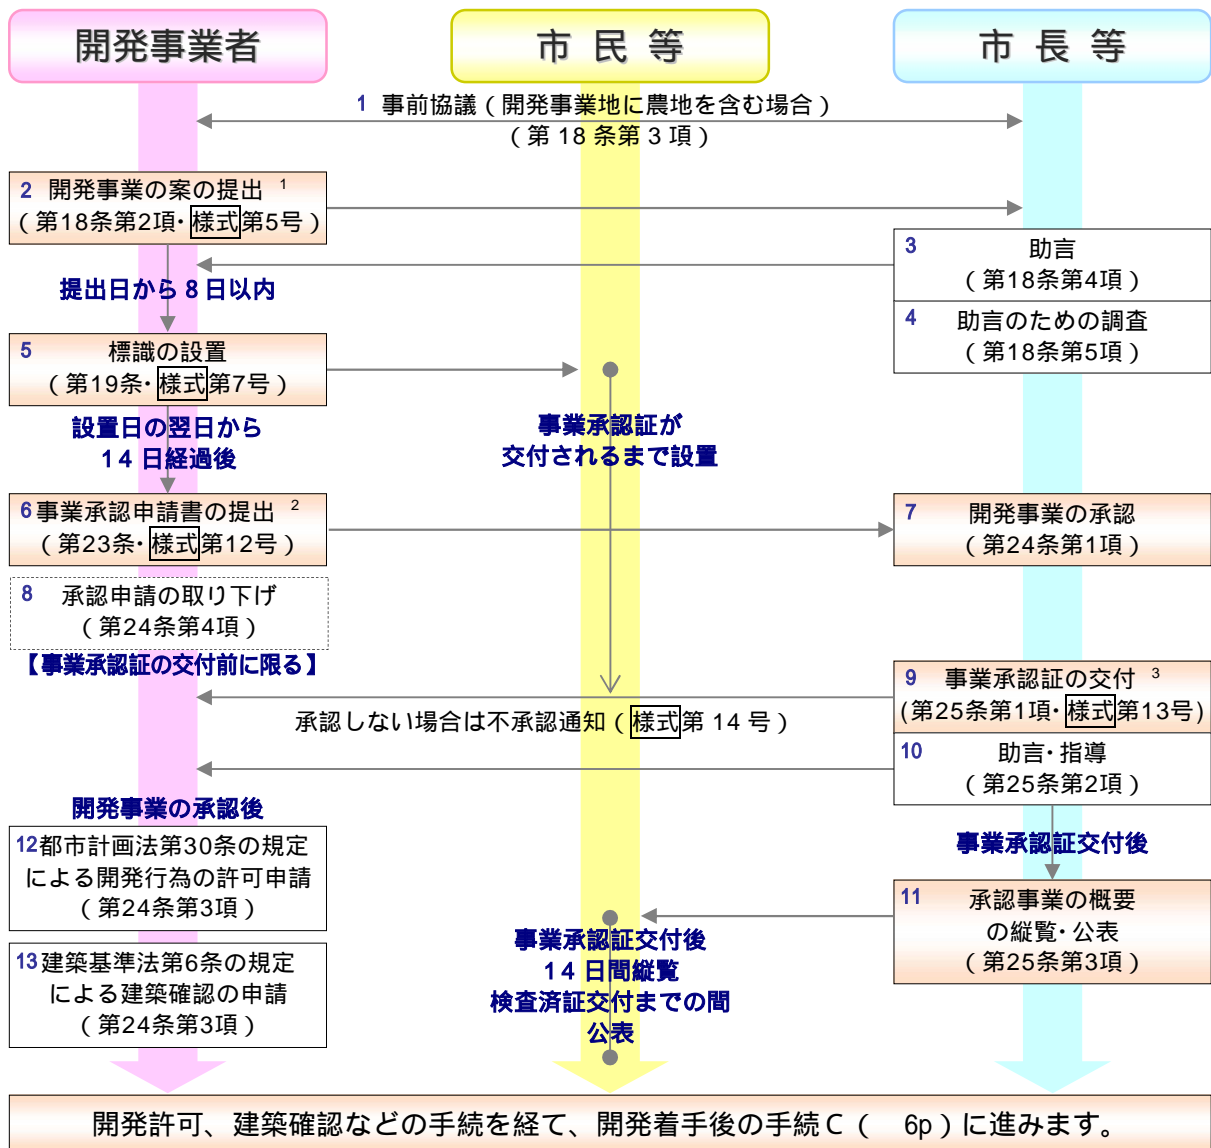 開発事業者
市 民 等
市 長 等
1 事前協議（開発事業地に農地を含む場合）
（第 18 条第 3 項）
2 開発事業の案の提出 1
（第18条第2項・様式第5号）
3 助言
（第18条第4項）
提出日から 8 日以内
4 助言のための調査
（第18条第5項）
5 標識の設置
（第19条・様式第7号）
設置日の翌日から
14 日経過後
事業承認証が
交付されるまで設置
6 事業承認申請書の提出 2
（第23条・様式第12号）
7 開発事業の承認
（第24条第1項）
8 承認申請の取り下げ
（第24条第4項）
【事業承認証の交付前に限る】
9 事業承認証の交付 3
(第25条第1項・様式第13号)
承認しない場合は不承認通知（様式第 14 号）
10 助言・指導
（第25条第2項）
開発事業の承認後
事業承認証交付後
12 都市計画法第30条の規定
による開発行為の許可申請
（第24条第3項）
11 承認事業の概要
の縦覧・公表
（第25条第3項）
事業承認証交付後
14 日間縦覧
検査済証交付までの間
公表
13 建築基準法第6条の規定
による建築確認の申請
（第24条第3項）
開発許可、建築確認などの手続を経て、開発着手後の手続Ｃ（ 6p）に進みます。